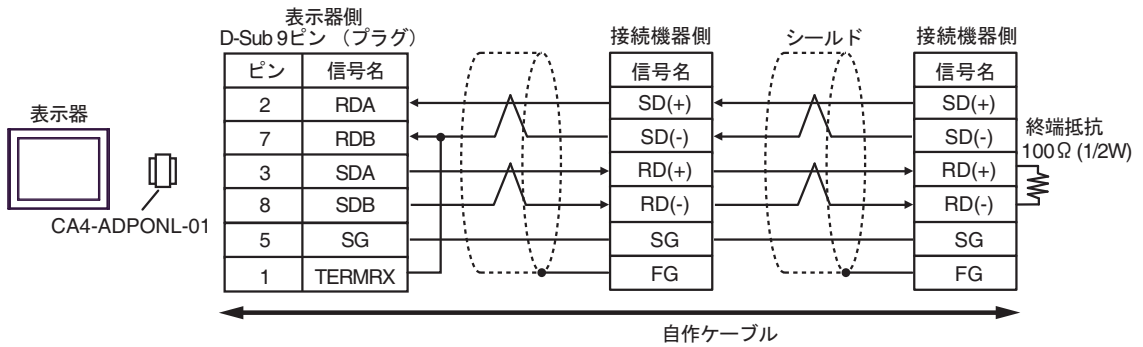 表示器側
D-Sub 9ピン （プラグ）
接続機器側
シールド
接続機器側
ピン 信号名
信号名
信号名
2 RDA
SD(+)
SD(+)
表示器
7 RDB
SD(-)
SD(-)
終端抵抗
100Ω (1/2W)
3 SDA
RD(+)
RD(+)
8 SDB
RD(-)
RD(-)
CA4-ADPONL-01
5 SG
SG
SG
1 TERMRX
FG
FG
自作ケーブル